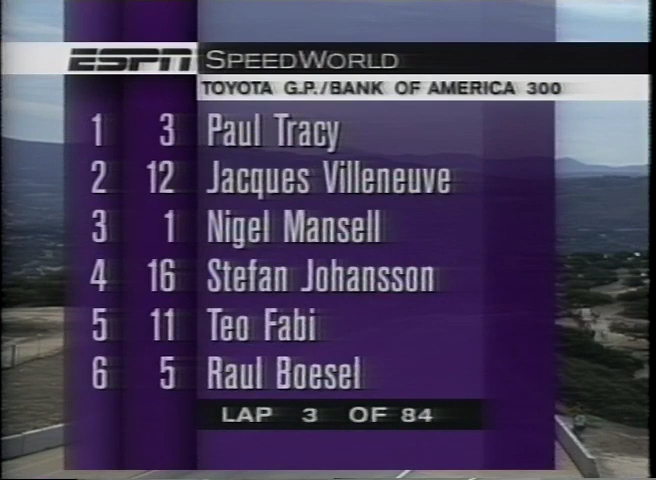 ESPN SPEEDWORLD
TOYOTA G.P./BANK OF AMERICA 300
1 3 Paul Tracy
2 12 Jacques Villeneuve
3 1 Nigel Mansell
4 16 Stefan Johansson
5 11 Teo Fabi
6 5 Raul Boesel
LAP 3 OF 84